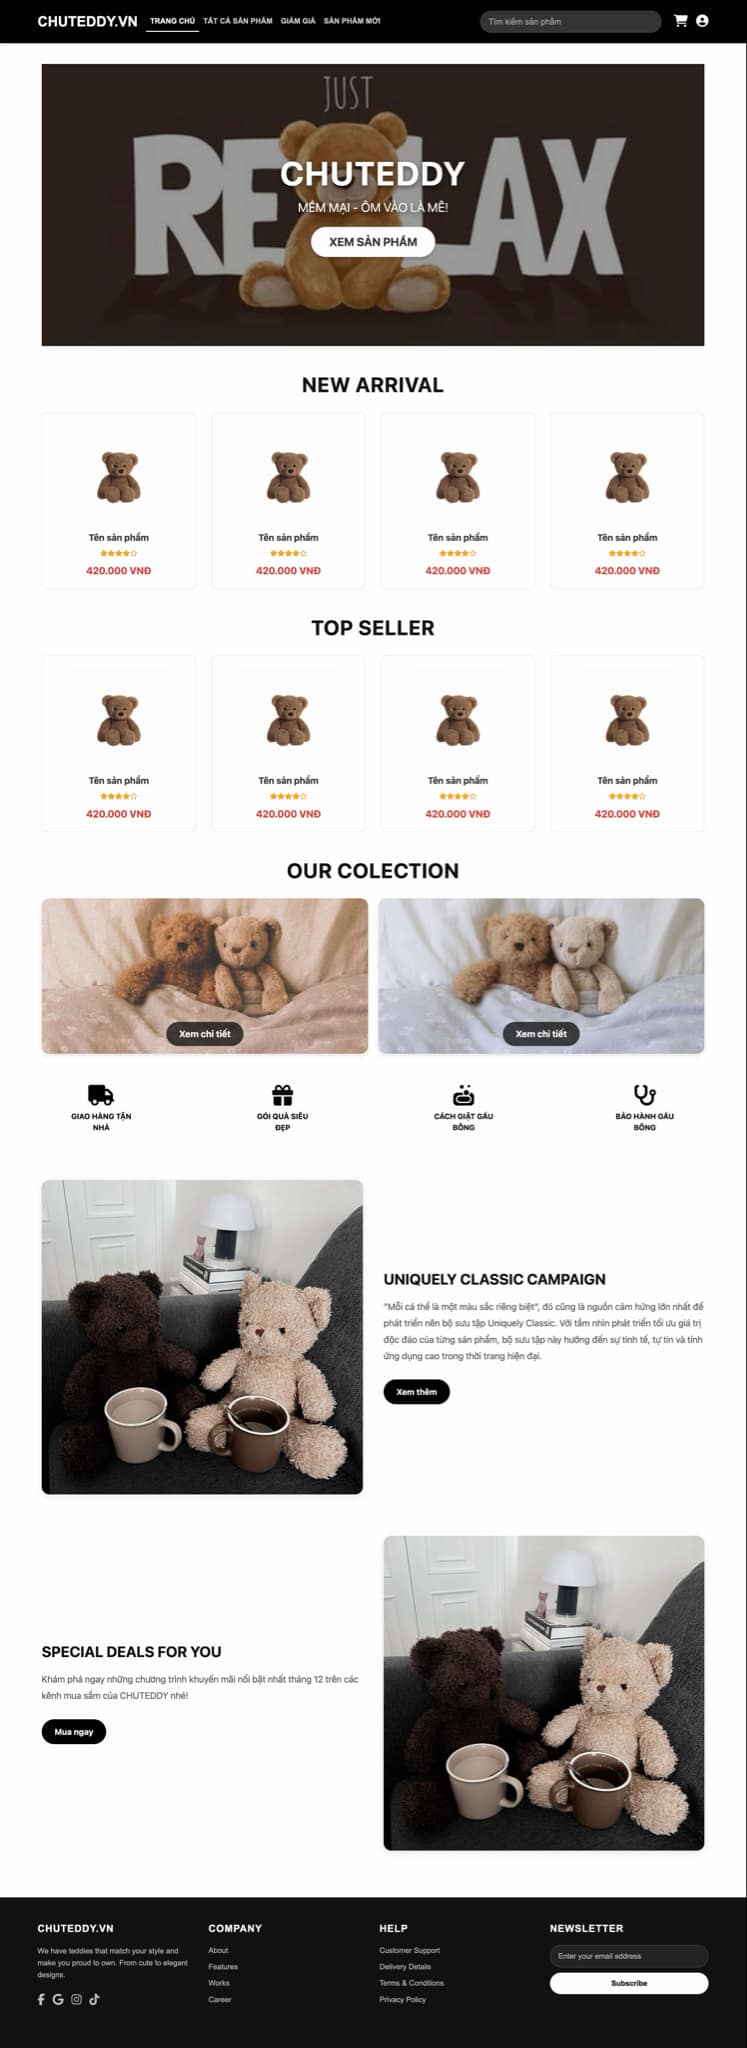 CHUTEDDY.VN TRANG CHỦ TẤT CẢ SẢN PHẨM GIẢM GIÁ SẢN PHẨM MỚI Tìm kiếm sản phẩm
JUST
RELAX
CHUTEDDY
MỀM MẠI - ÔM VÀO LÀ MÊ!
XEM SẢN PHẨM
NEW ARRIVAL
Tên sản phẩm Tên sản phẩm Tên sản phẩm Tên sản phẩm
420.000 VNĐ 420.000 VNĐ 420.000 VNĐ 420.000 VNĐ
TOP SELLER
Tên sản phẩm Tên sản phẩm Tên sản phẩm Tên sản phẩm
420.000 VNĐ 420.000 VNĐ 420.000 VNĐ 420.000 VNĐ
OUR COLECTION
Xem chi tiết Xem chi tiết
GIAO HÀNG TẬN
NHÀ
GÓI QUÀ SIÊU
ĐẸP
CÁCH GIẶT GẤU
BÔNG
BẢO HÀNH GẤU
BÔNG
UNIQUELY CLASSIC CAMPAIGN
"Mỗi cá thể là một màu sắc riêng biệt", đó cũng là nguồn cảm hứng lớn nhất để
phát triển nên bộ sưu tập Uniquely Classic. Với tầm nhìn phát triển tối ưu giá trị
độc đáo của từng sản phẩm, bộ sưu tập này hướng đến sự tinh tế, tự tin và tính
ứng dụng cao trong thời trang hiện đại.
Xem thêm
SPECIAL DEALS FOR YOU
Khám phá ngay những chương trình khuyến mãi nổi bật nhất tháng 12 trên các
kênh mua sắm của CHUTEDDY nhé!
Mua ngay
CHUTEDDY.VN
We have teddies that match your style and
make you proud to own. From cute to elegant
designs.
COMPANY
About
Features
Works
Career
HELP
Customer Support
Delivery Details
Terms & Conditions
Privacy Policy
NEWSLETTER
Enter your email address
Subscribe